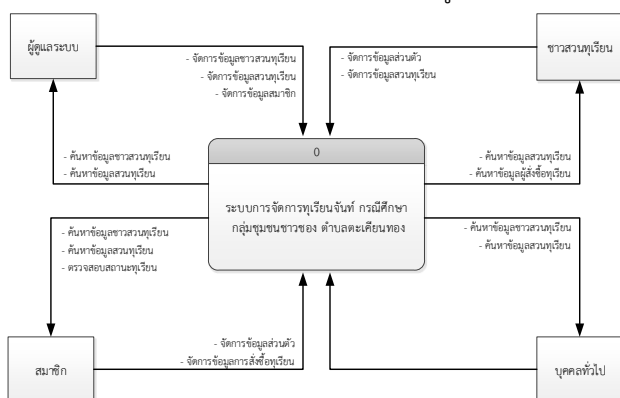 ผู้ดูแลระบบ
- จัดการข้อมูลชาวสวนทุเรียน
- จัดการข้อมูลสวนทุเรียน
- จัดการข้อมูลสมาชิก
- จัดการข้อมูลส่วนตัว
- จัดการข้อมูลสวนทุเรียน
ชาวสวนทุเรียน
- ค้นหาข้อมูลชาวสวนทุเรียน
- ค้นหาข้อมูลสวนทุเรียน
0
ระบบการจัดการทุเรียนจันท์ กรณีศึกษา
กลุ่มชุมชนชาวชอง ตำบลตะเคียนทอง
- ค้นหาข้อมูลสวนทุเรียน
- ค้นหาข้อมูลผู้สั่งซื้อทุเรียน
- ค้นหาข้อมูลชาวสวนทุเรียน
- ค้นหาข้อมูลสวนทุเรียน
- ตรวจสอบสถานะทุเรียน
- ค้นหาข้อมูลชาวสวนทุเรียน
- ค้นหาข้อมูลสวนทุเรียน
สมาชิก
- จัดการข้อมูลส่วนตัว
- จัดการข้อมูลการสั่งซื้อทุเรียน
บุคคลทั่วไป